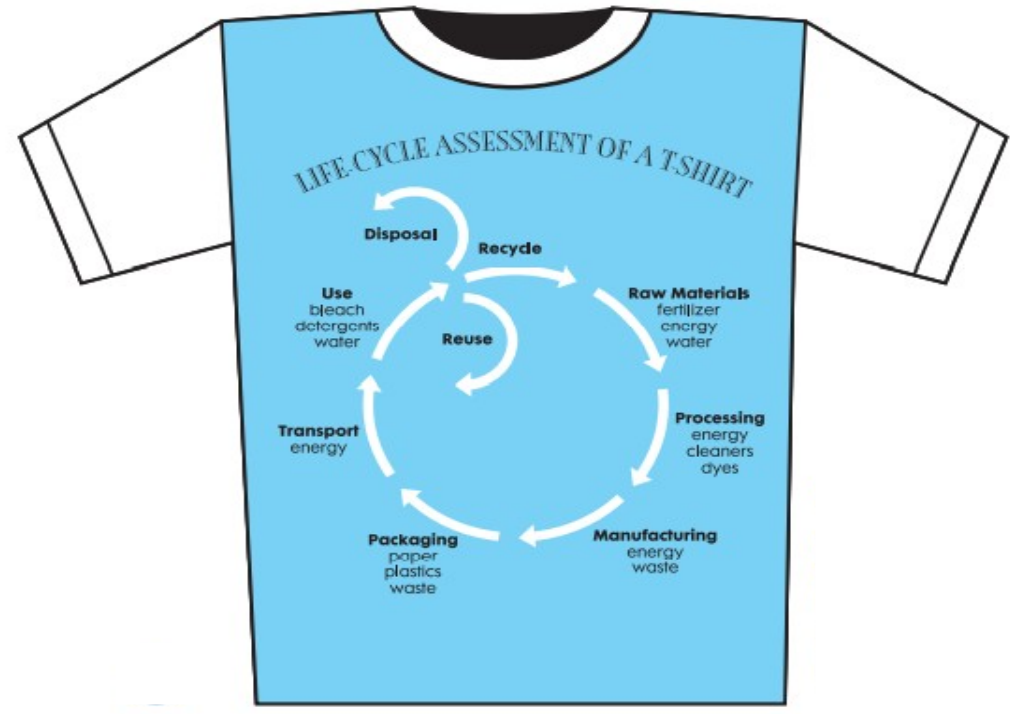 LIFE-CYCLE ASSESSMENT OF A T-SHIRT
Disposal
Recycle
Use
bleach
detergents
water
Raw Materials
fertilizer
energy
water
Reuse
Transport
energy
Processing
energy
cleaners
dyes
Packaging
paper
plastics
waste
Manufacturing
energy
waste